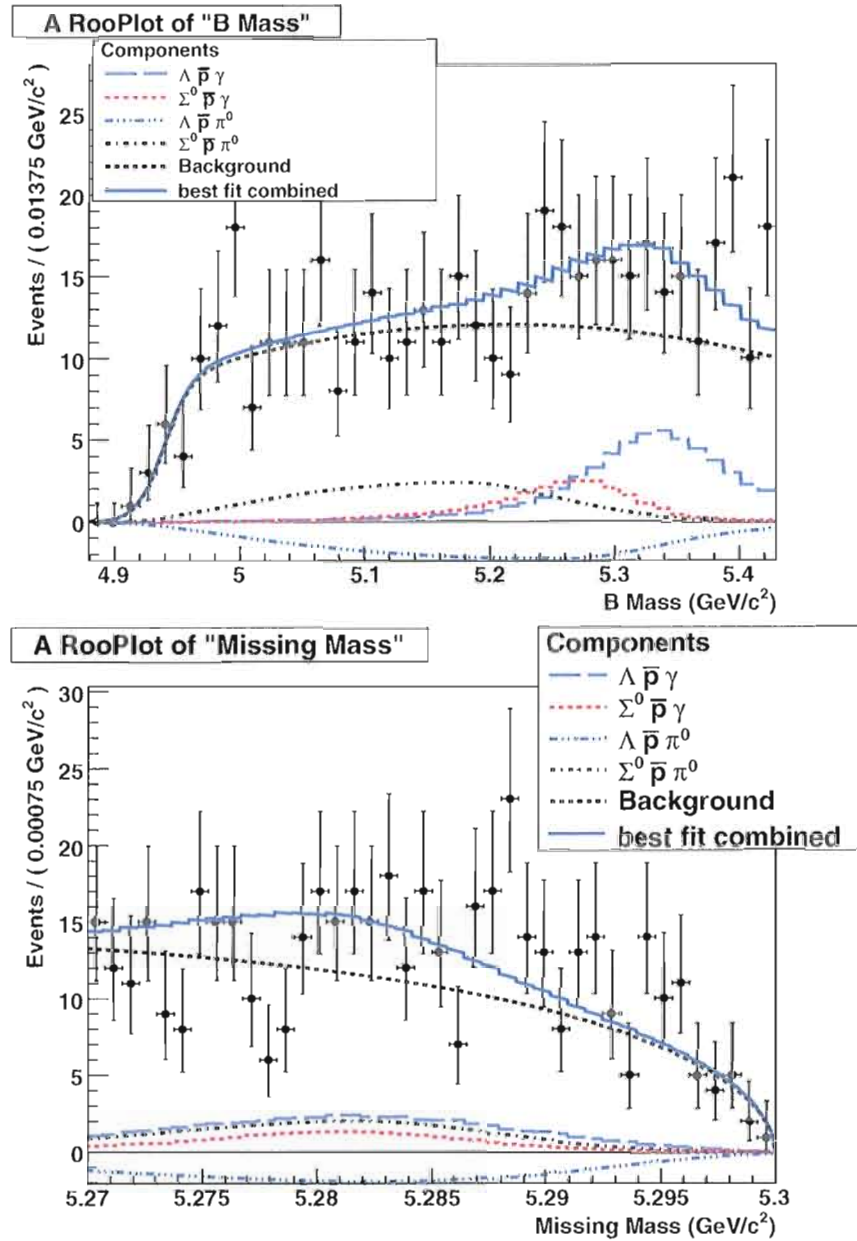 A RooPlot of "B Mass"
Components
Λ p̅ γ
Σ⁰ p̅ γ
Λ p̅ π⁰
Σ⁰ p̅ π⁰
Background
best fit combined
Events / ( 0.01375 GeV/c² )
25
20
15
10
5
0
4.9 5 5.1 5.2 5.3 5.4
B Mass (GeV/c²)
A RooPlot of "Missing Mass"
Components
Λ p̅ γ
Σ⁰ p̅ γ
Λ p̅ π⁰
Σ⁰ p̅ π⁰
Background
best fit combined
Events / ( 0.00075 GeV/c² )
30
25
20
15
10
5
0
5.27 5.275 5.28 5.285 5.29 5.295 5.3
Missing Mass (GeV/c²)